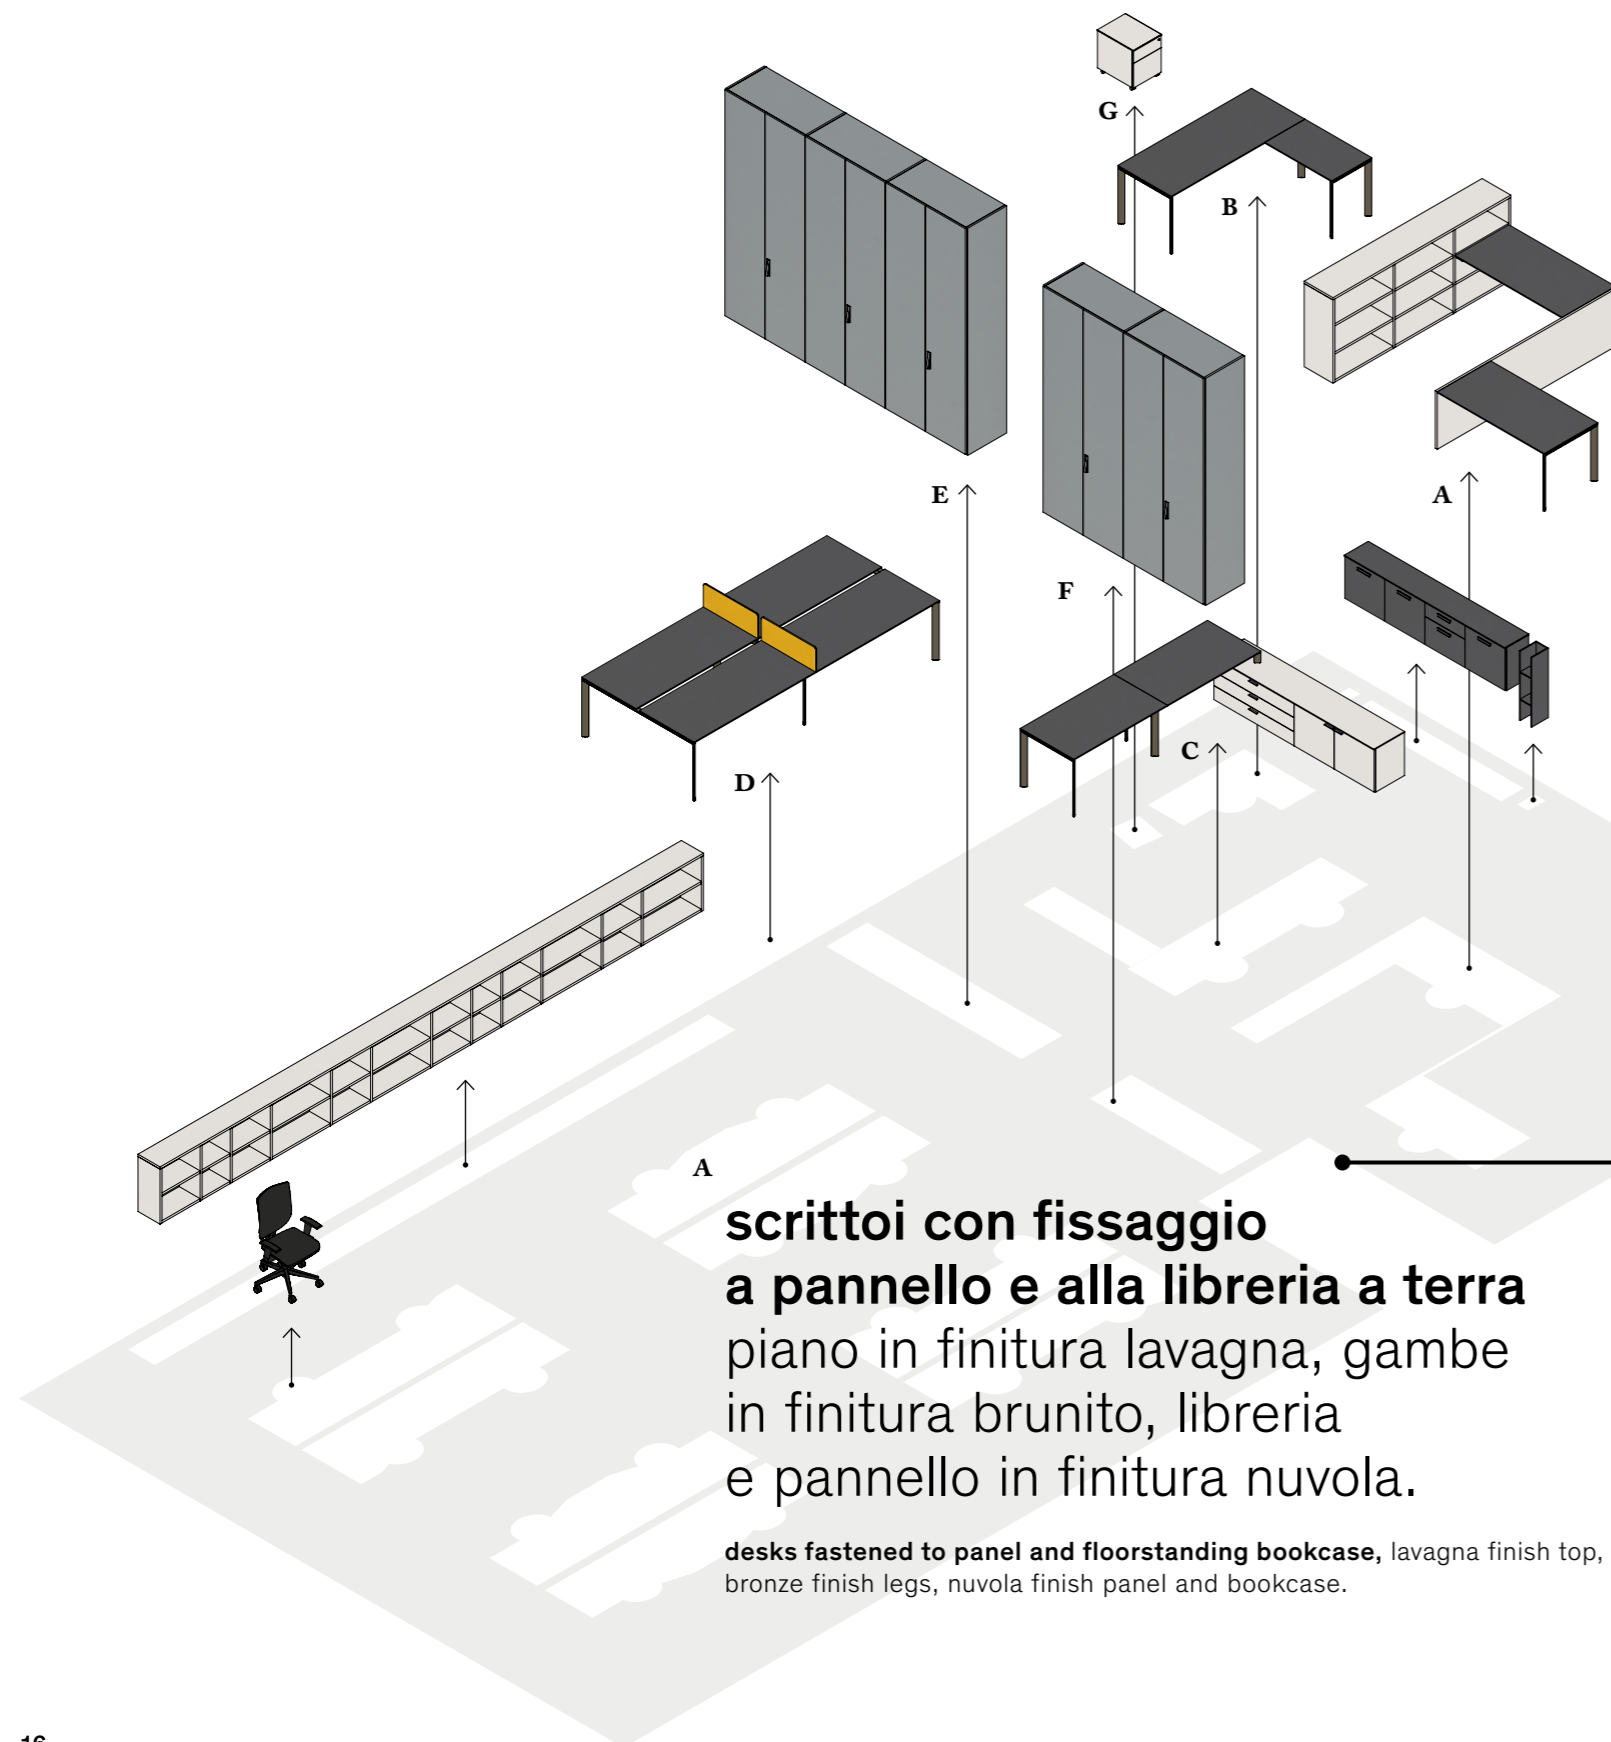 G
B
E
A
F
C
D
A
scrittoi con fissaggio
a pannello e alla libreria a terra
piano in finitura lavagna, gambe
in finitura brunito, libreria
e pannello in finitura nuvola.
desks fastened to panel and floorstanding bookcase, lavagna finish top,
bronze finish legs, nuvola finish panel and bookcase.
16